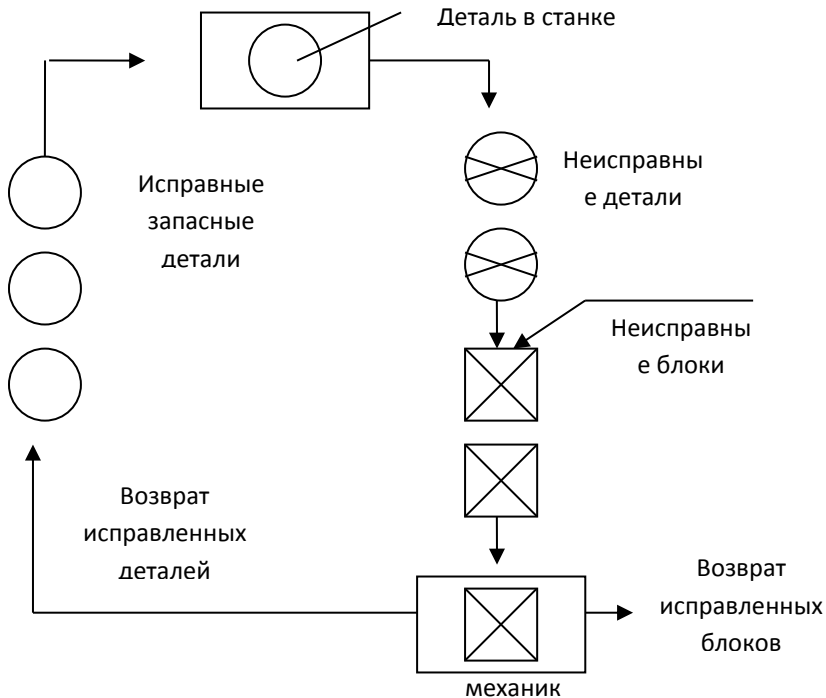 Деталь в станке
Неисправны
е детали
Исправные
запасные
детали
Неисправны
е блоки
Возврат
исправленных
деталей
Возврат
исправленных
блоков
механик